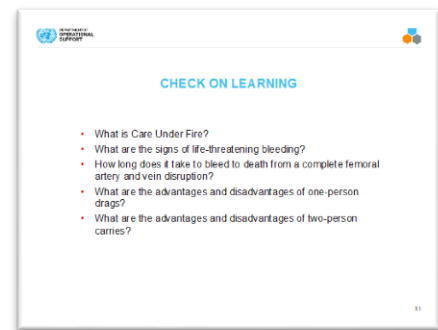 DEPARTMENT OF
OPERATIONAL
SUPPORT
CHECK ON LEARNING
• What is Care Under Fire?
• What are the signs of life-threatening bleeding?
• How long does it take to bleed to death from a complete femoral
artery and vein disruption?
• What are the advantages and disadvantages of one-person
drags?
• What are the advantages and disadvantages of two-person
carries?